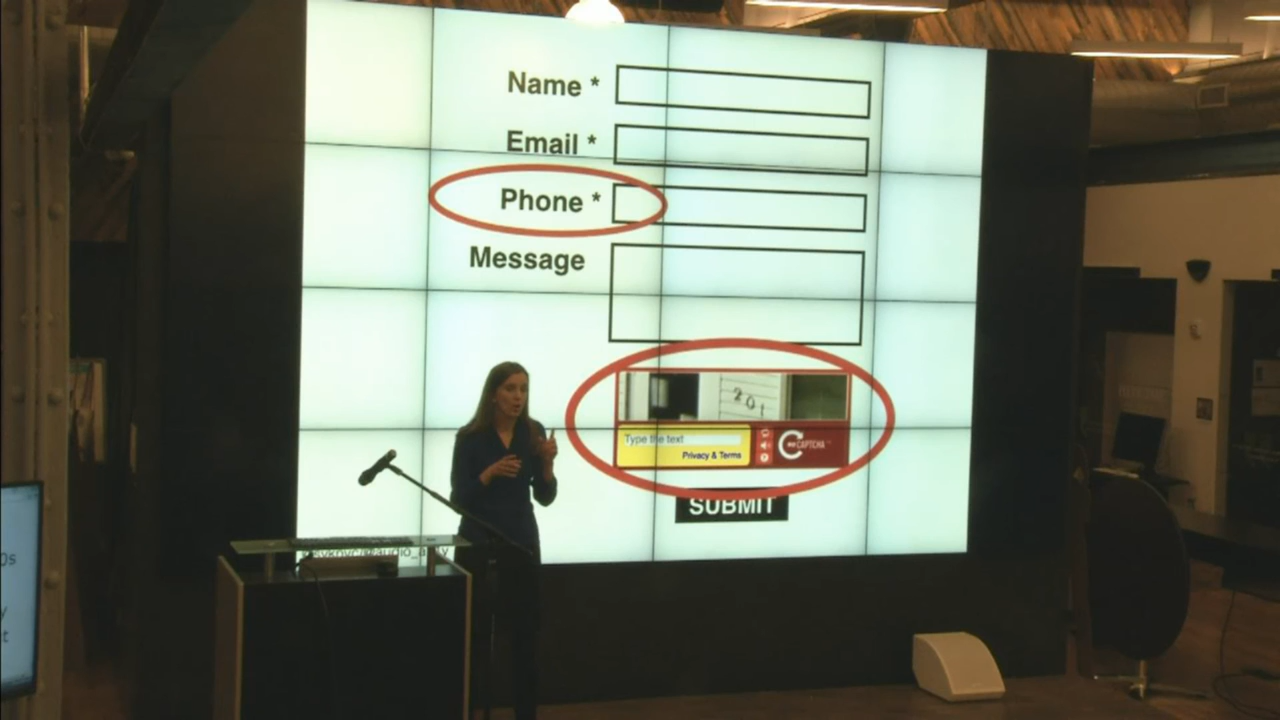 Name *
Email *
Phone *
Message
201
Type the text
Privacy & Terms
CAPTCHA
SUBMIT